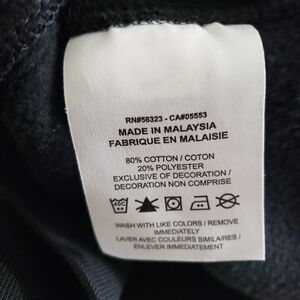 RN#56323 - CA#05553
MADE IN MALAYSIA
FABRIQUE EN MALAISIE
80% COTTON / COTON
20% POLYESTER
EXCLUSIVE OF DECORATION /
DECORATION NON COMPRISE
WASH WITH LIKE COLORS / REMOVE
IMMEDIATELY
LAVER AVEC COULEURS SIMILAIRES /
ENLEVER IMMEDIATEMENT